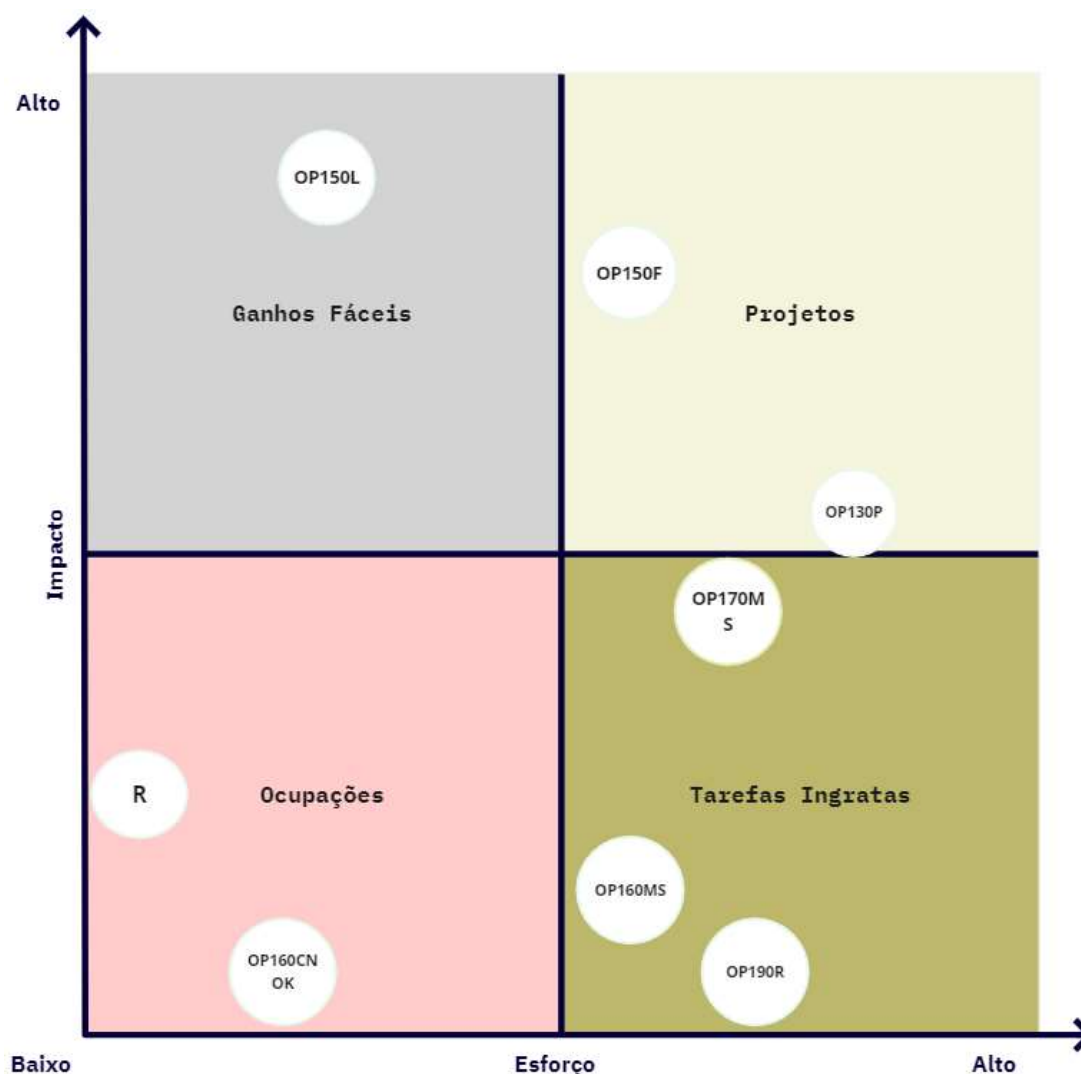 Alto
OP150L
OP150F
Ganhos Fáceis
Projetos
OP130P
Impacto
OP170M
S
R
Ocupações
Tarefas Ingratas
OP160MS
OP160CN
OK
OP190R
Baixo
Esforço
Alto